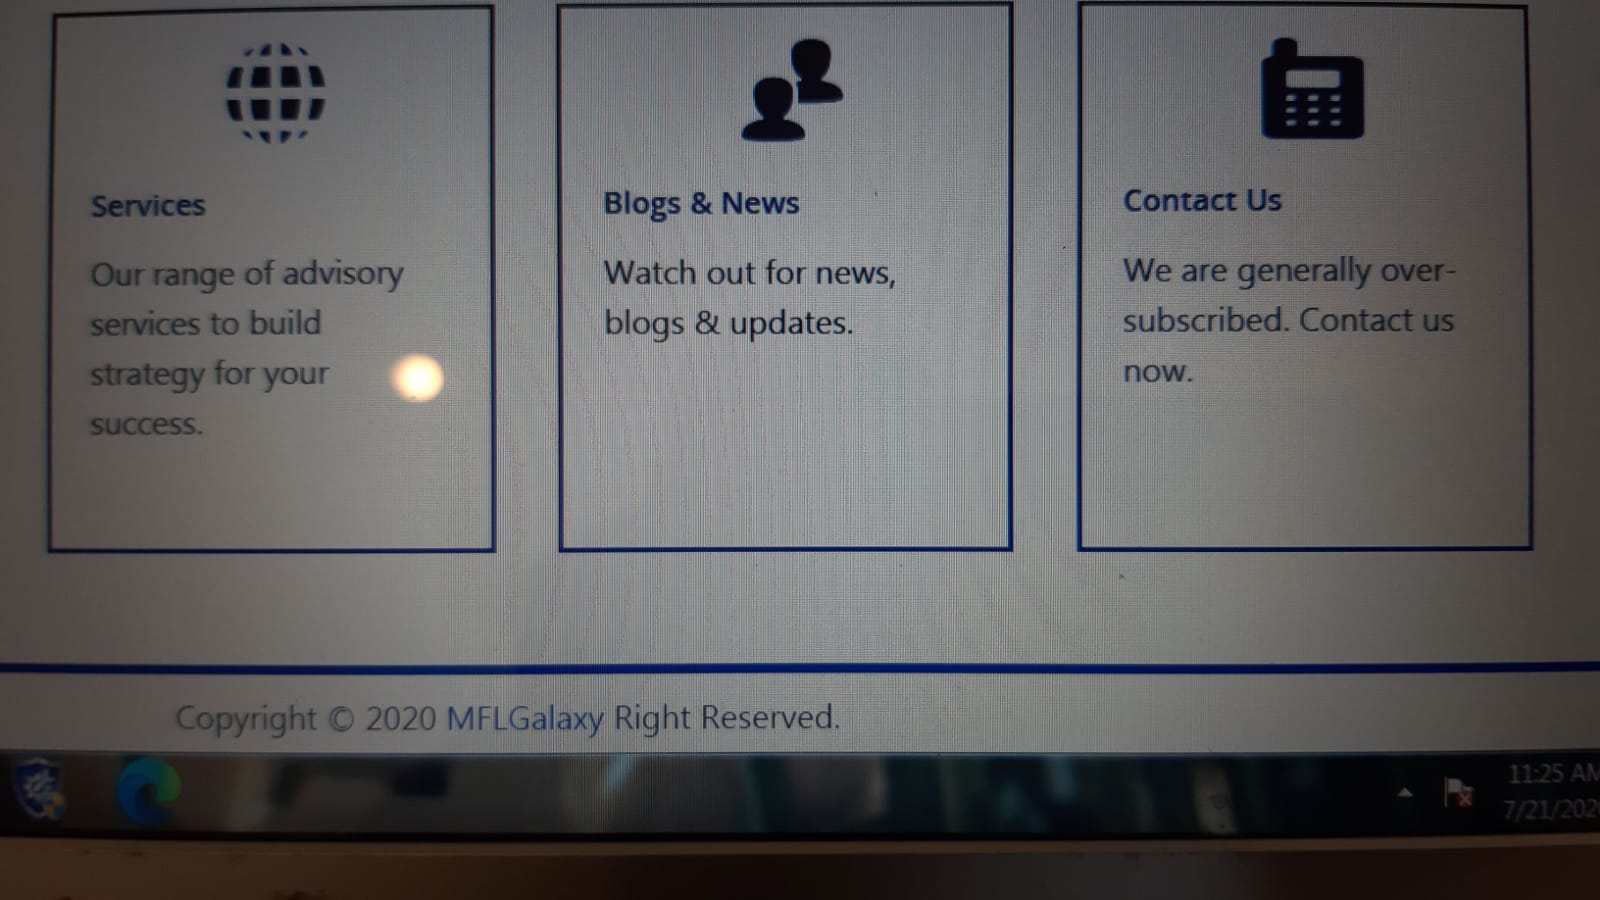 Services
Our range of advisory
services to build
strategy for your
success.
Blogs & News
Watch out for news,
blogs & updates.
Contact Us
We are generally over-
subscribed. Contact us
now.
Copyright © 2020 MFLGalaxy Right Reserved.
11:25 AM
7/21/202